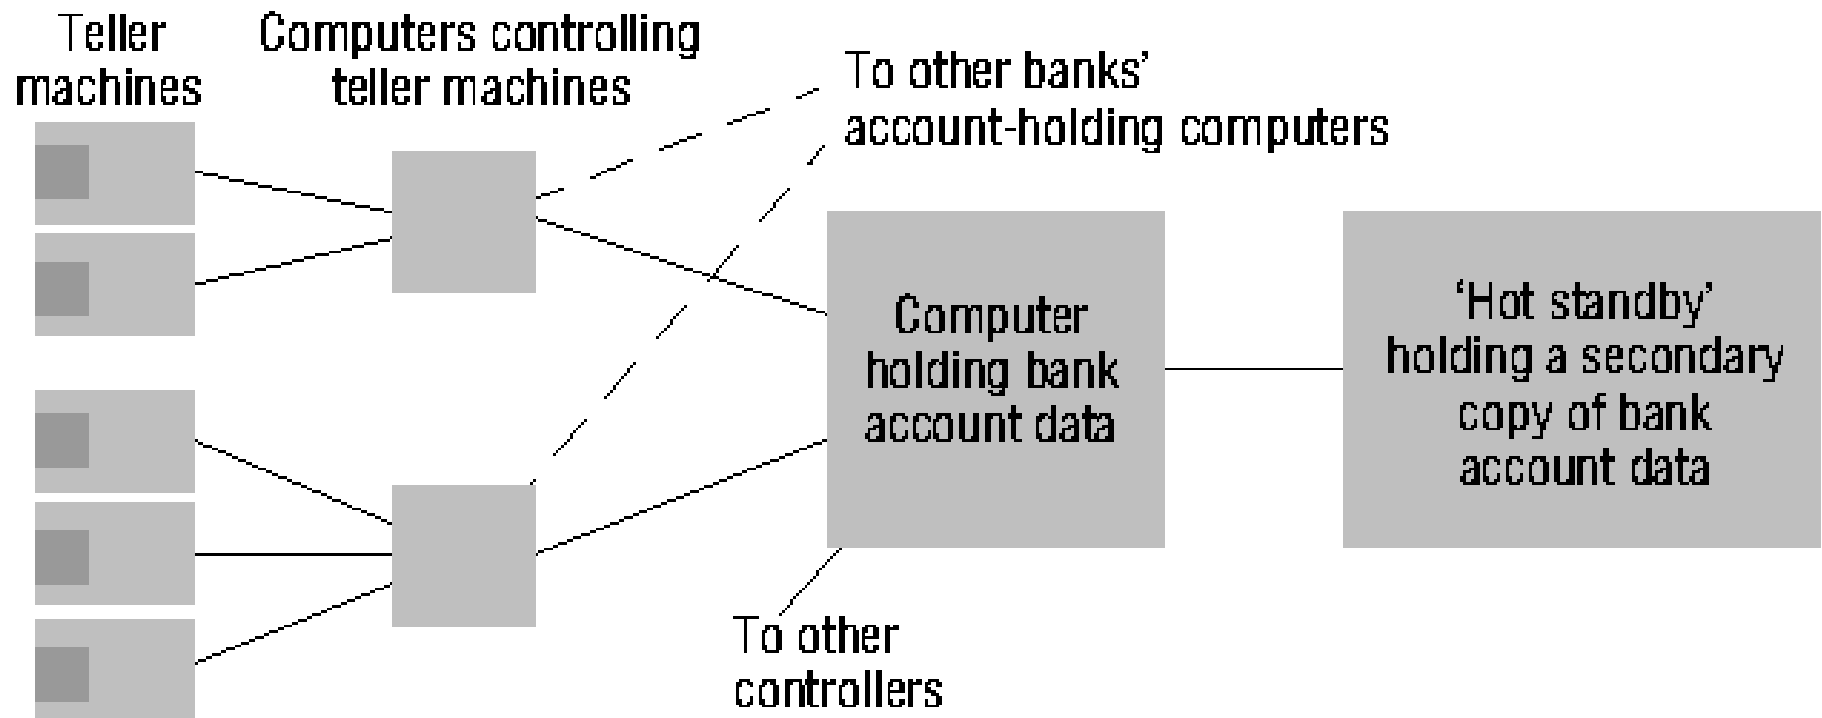 Teller
machines
Computers controlling
teller machines
To other banks’
account-holding computers
Computer
holding bank
account data
‘Hot standby’
holding a secondary
copy of bank
account data
To other
controllers